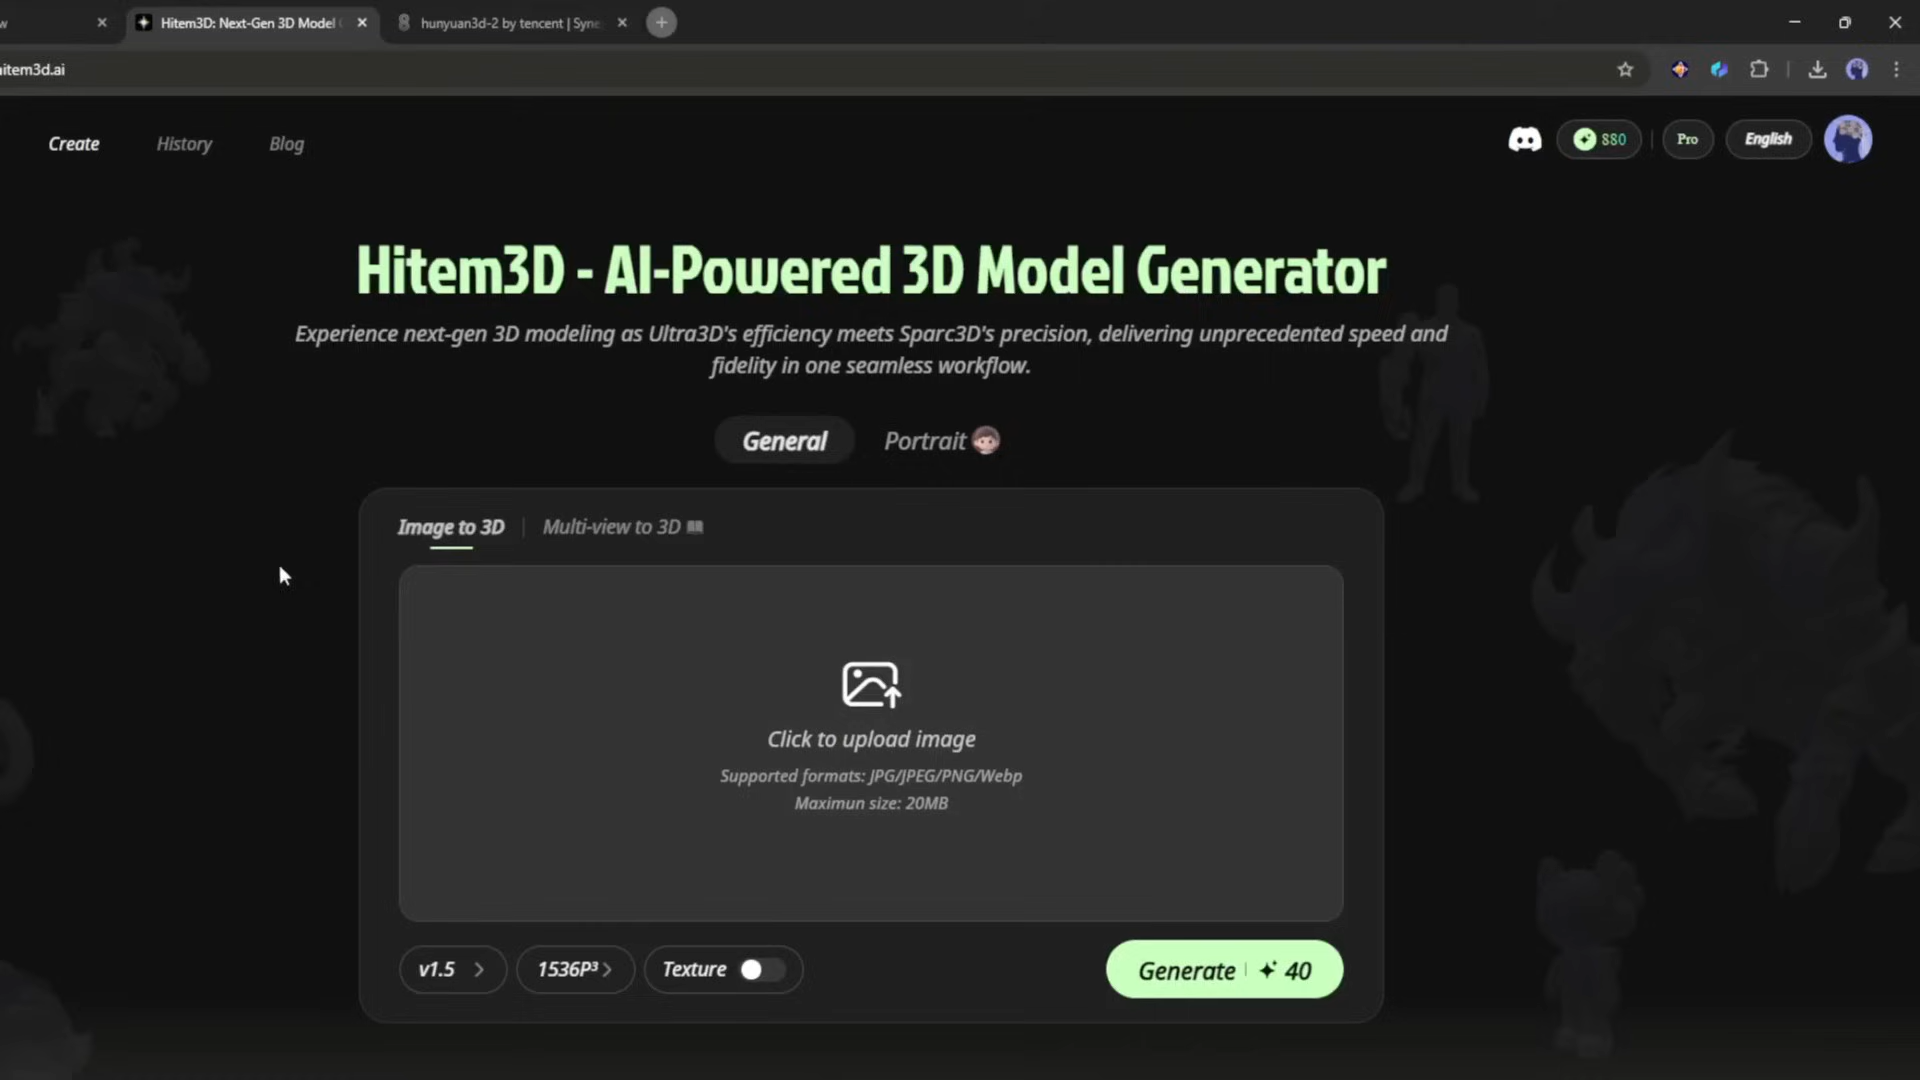 w
Hitem3D: Next-Gen 3D Model
hunyuan3d-2 by tencent | Syne
hitem3d.ai
Create
History
Blog
880
Pro
English
Hitem3D - AI-Powered 3D Model Generator
Experience next-gen 3D modeling as Ultra3D's efficiency meets Sparc3D's precision, delivering unprecedented speed and
fidelity in one seamless workflow.
General
Portrait
Image to 3D
Multi-view to 3D
Click to upload image
Supported formats: JPG/JPEG/PNG/Webp
Maximun size: 20MB
v1.5
1536P³
Texture
Generate
40